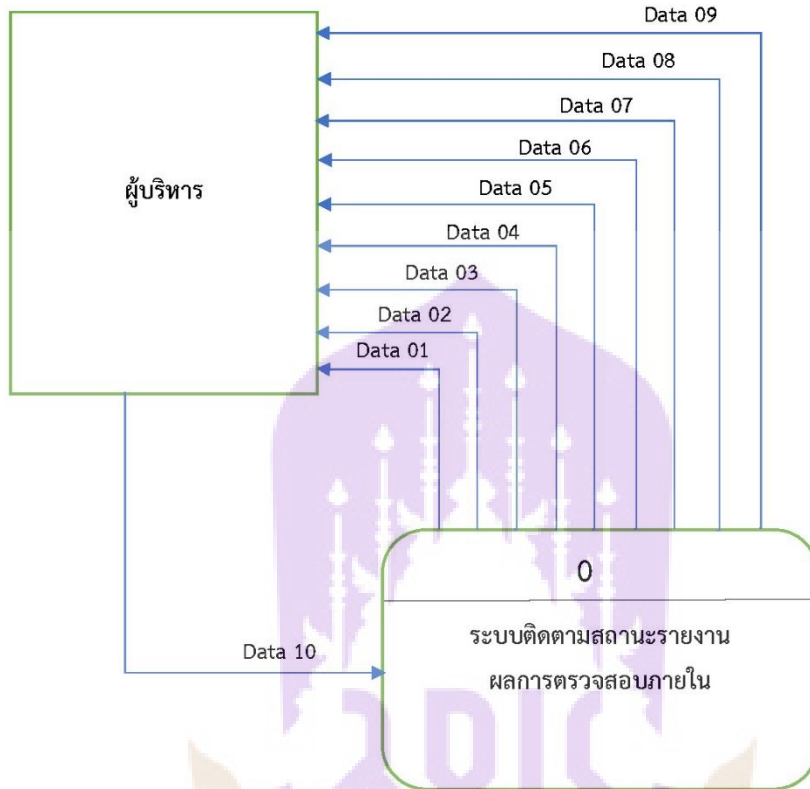 Data 09
Data 08
Data 07
Data 06
ผู้บริหาร
Data 05
Data 04
Data 03
Data 02
Data 01
0
ระบบติดตามสถานะรายงาน
ผลการตรวจสอบภายใน
Data 10